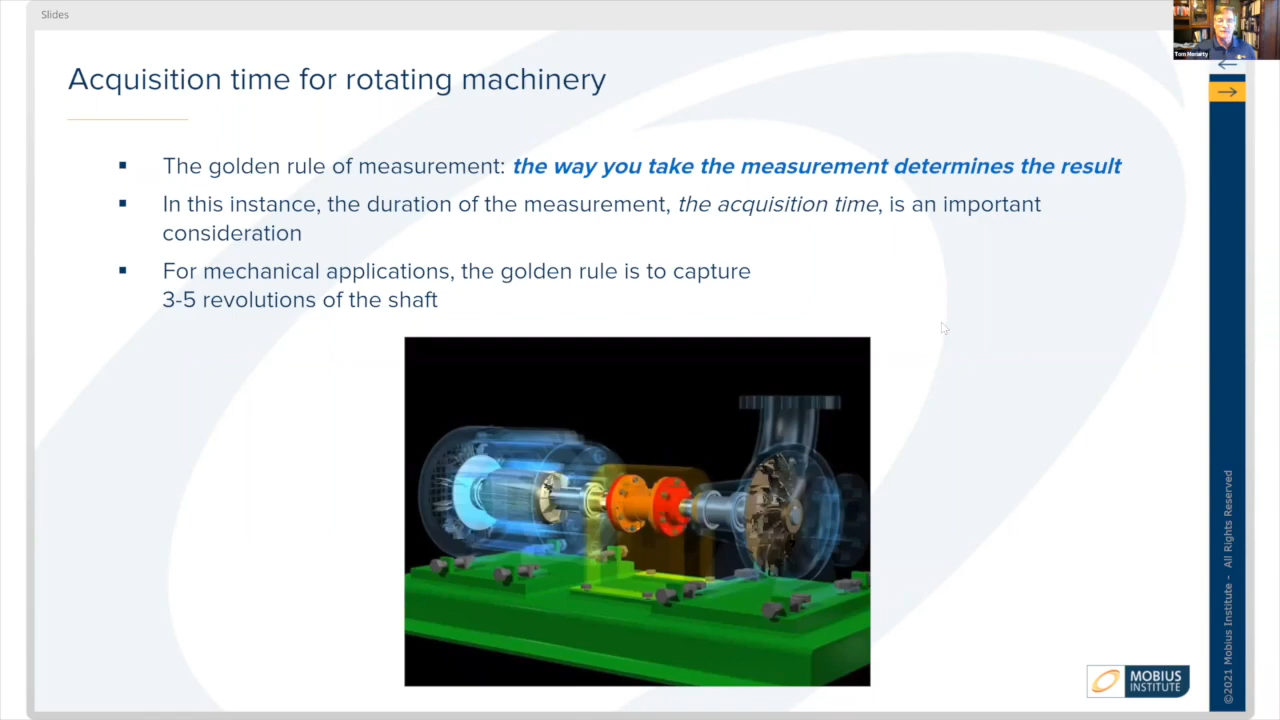 Slides
Tom Moriarty
Acquisition time for rotating machinery
▪ The golden rule of measurement: the way you take the measurement determines the result
▪ In this instance, the duration of the measurement, the acquisition time, is an important
consideration
▪ For mechanical applications, the golden rule is to capture
3-5 revolutions of the shaft
©2021 Mobius Institute - All Rights Reserved
MOBIUS
INSTITUTE